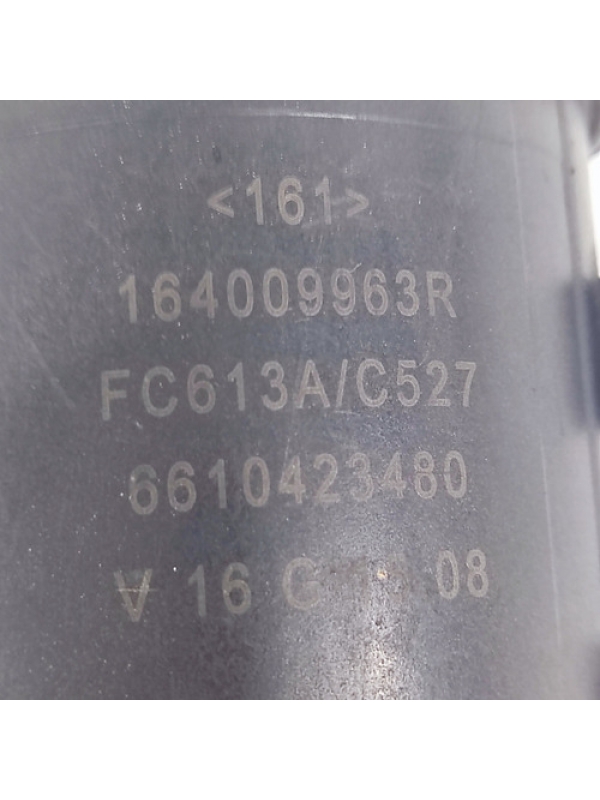 <161>
164009963R
FC613A/C527
6610423480
V 16 G 08